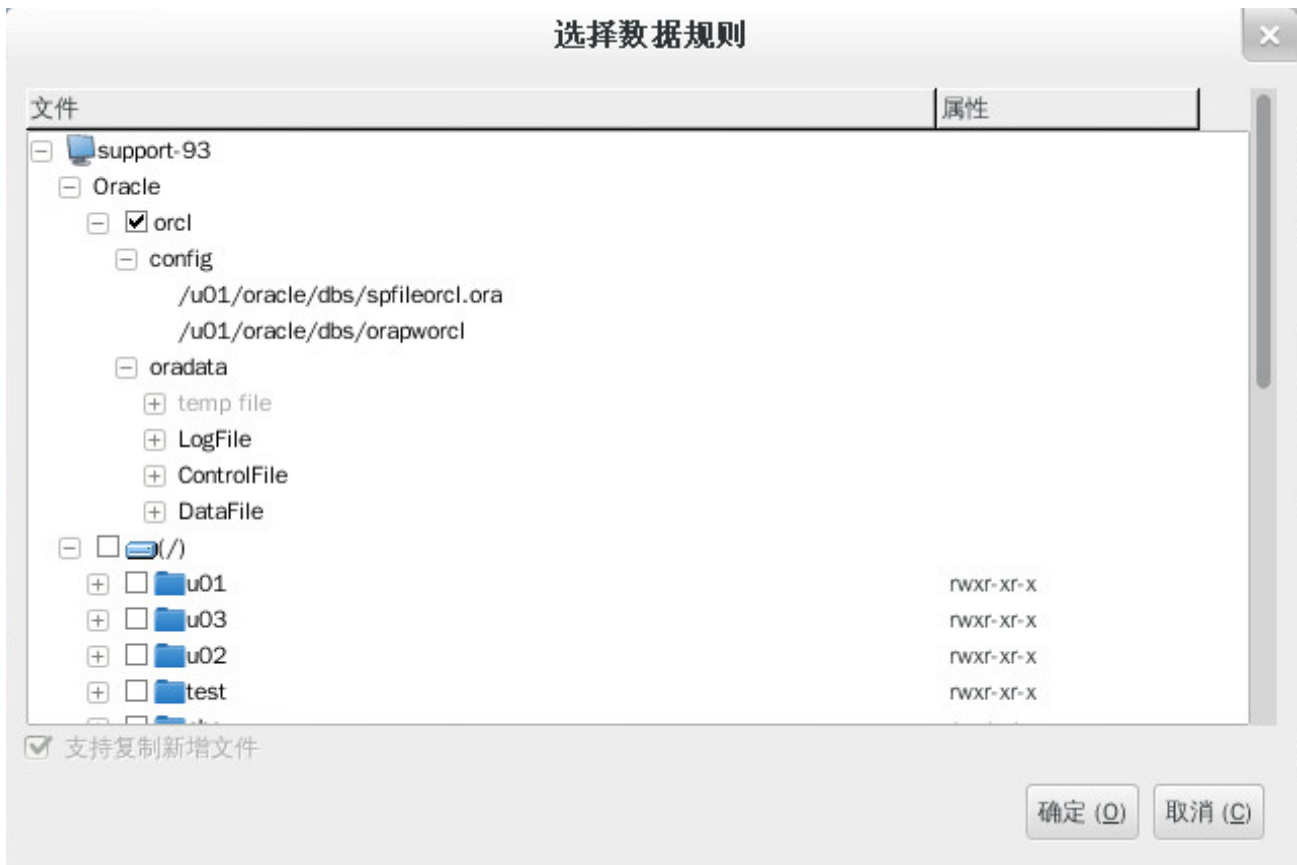 选择数据规则
文件 属性
support-93
Oracle
orcl
config
/u01/oracle/dbs/spfileorcl.ora
/u01/oracle/dbs/orapworcl
oradata
temp file
LogFile
ControlFile
DataFile
(/)
u01 rwxr-xr-x
u03 rwxr-xr-x
u02 rwxr-xr-x
test rwxr-xr-x
支持复制新增文件
确定 (O) 取消 (C)